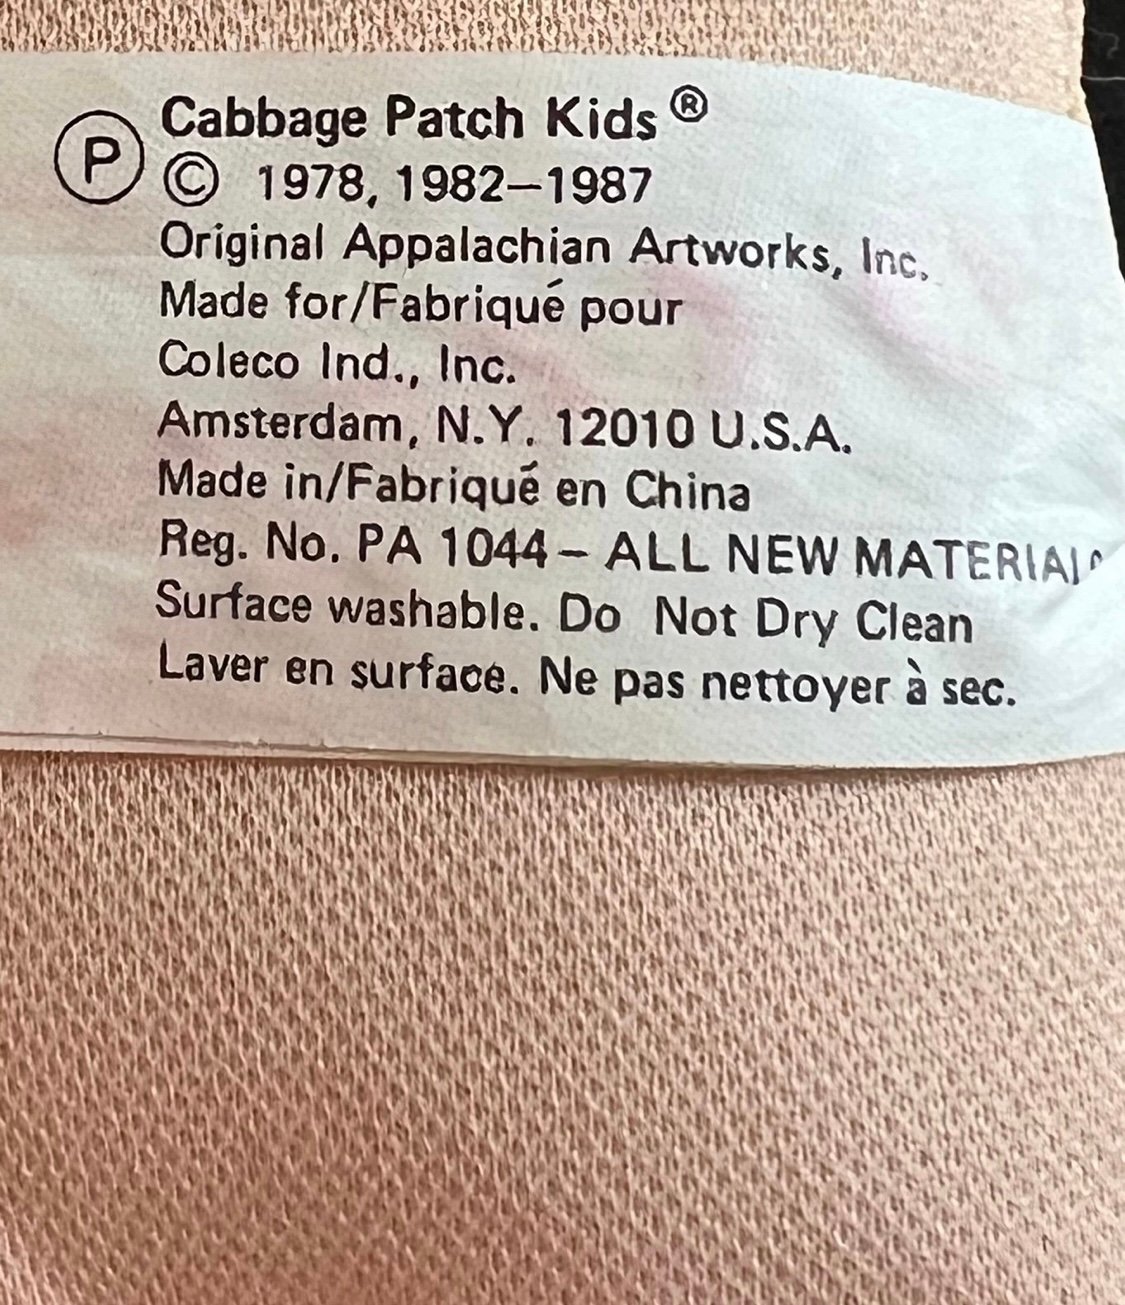 Ⓟ Cabbage Patch Kids ®
© 1978, 1982–1987
Original Appalachian Artworks, Inc.
Made for/Fabriqué pour
Coleco Ind., Inc.
Amsterdam, N.Y. 12010 U.S.A.
Made in/Fabriqué en China
Reg. No. PA 1044 – ALL NEW MATERIALS
Surface washable. Do Not Dry Clean
Laver en surface. Ne pas nettoyer à sec.